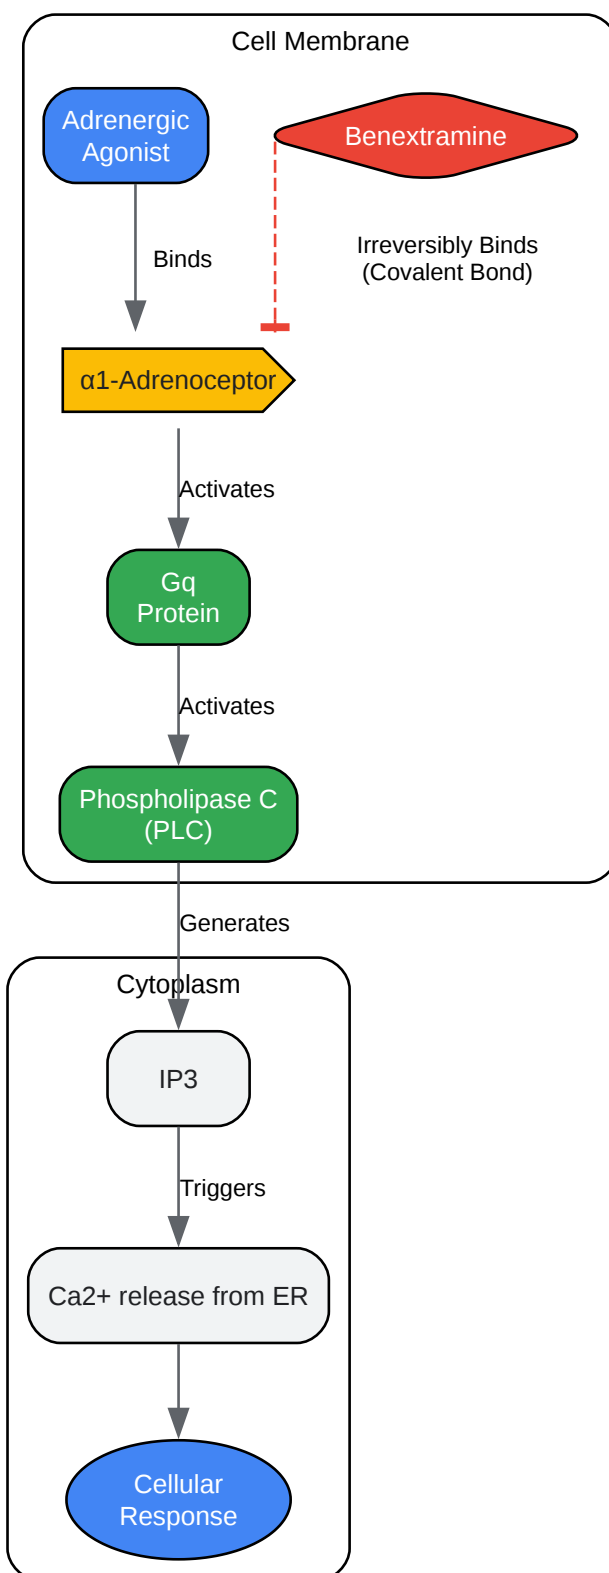 Cell Membrane
Adrenergic
Agonist
Benextramine
Binds
Irreversibly Binds
(Covalent Bond)
α1-Adrenoceptor
Activates
Gq
Protein
Activates
Phospholipase C
(PLC)
Generates
Cytoplasm
IP3
Triggers
Ca2+ release from ER
Cellular
Response